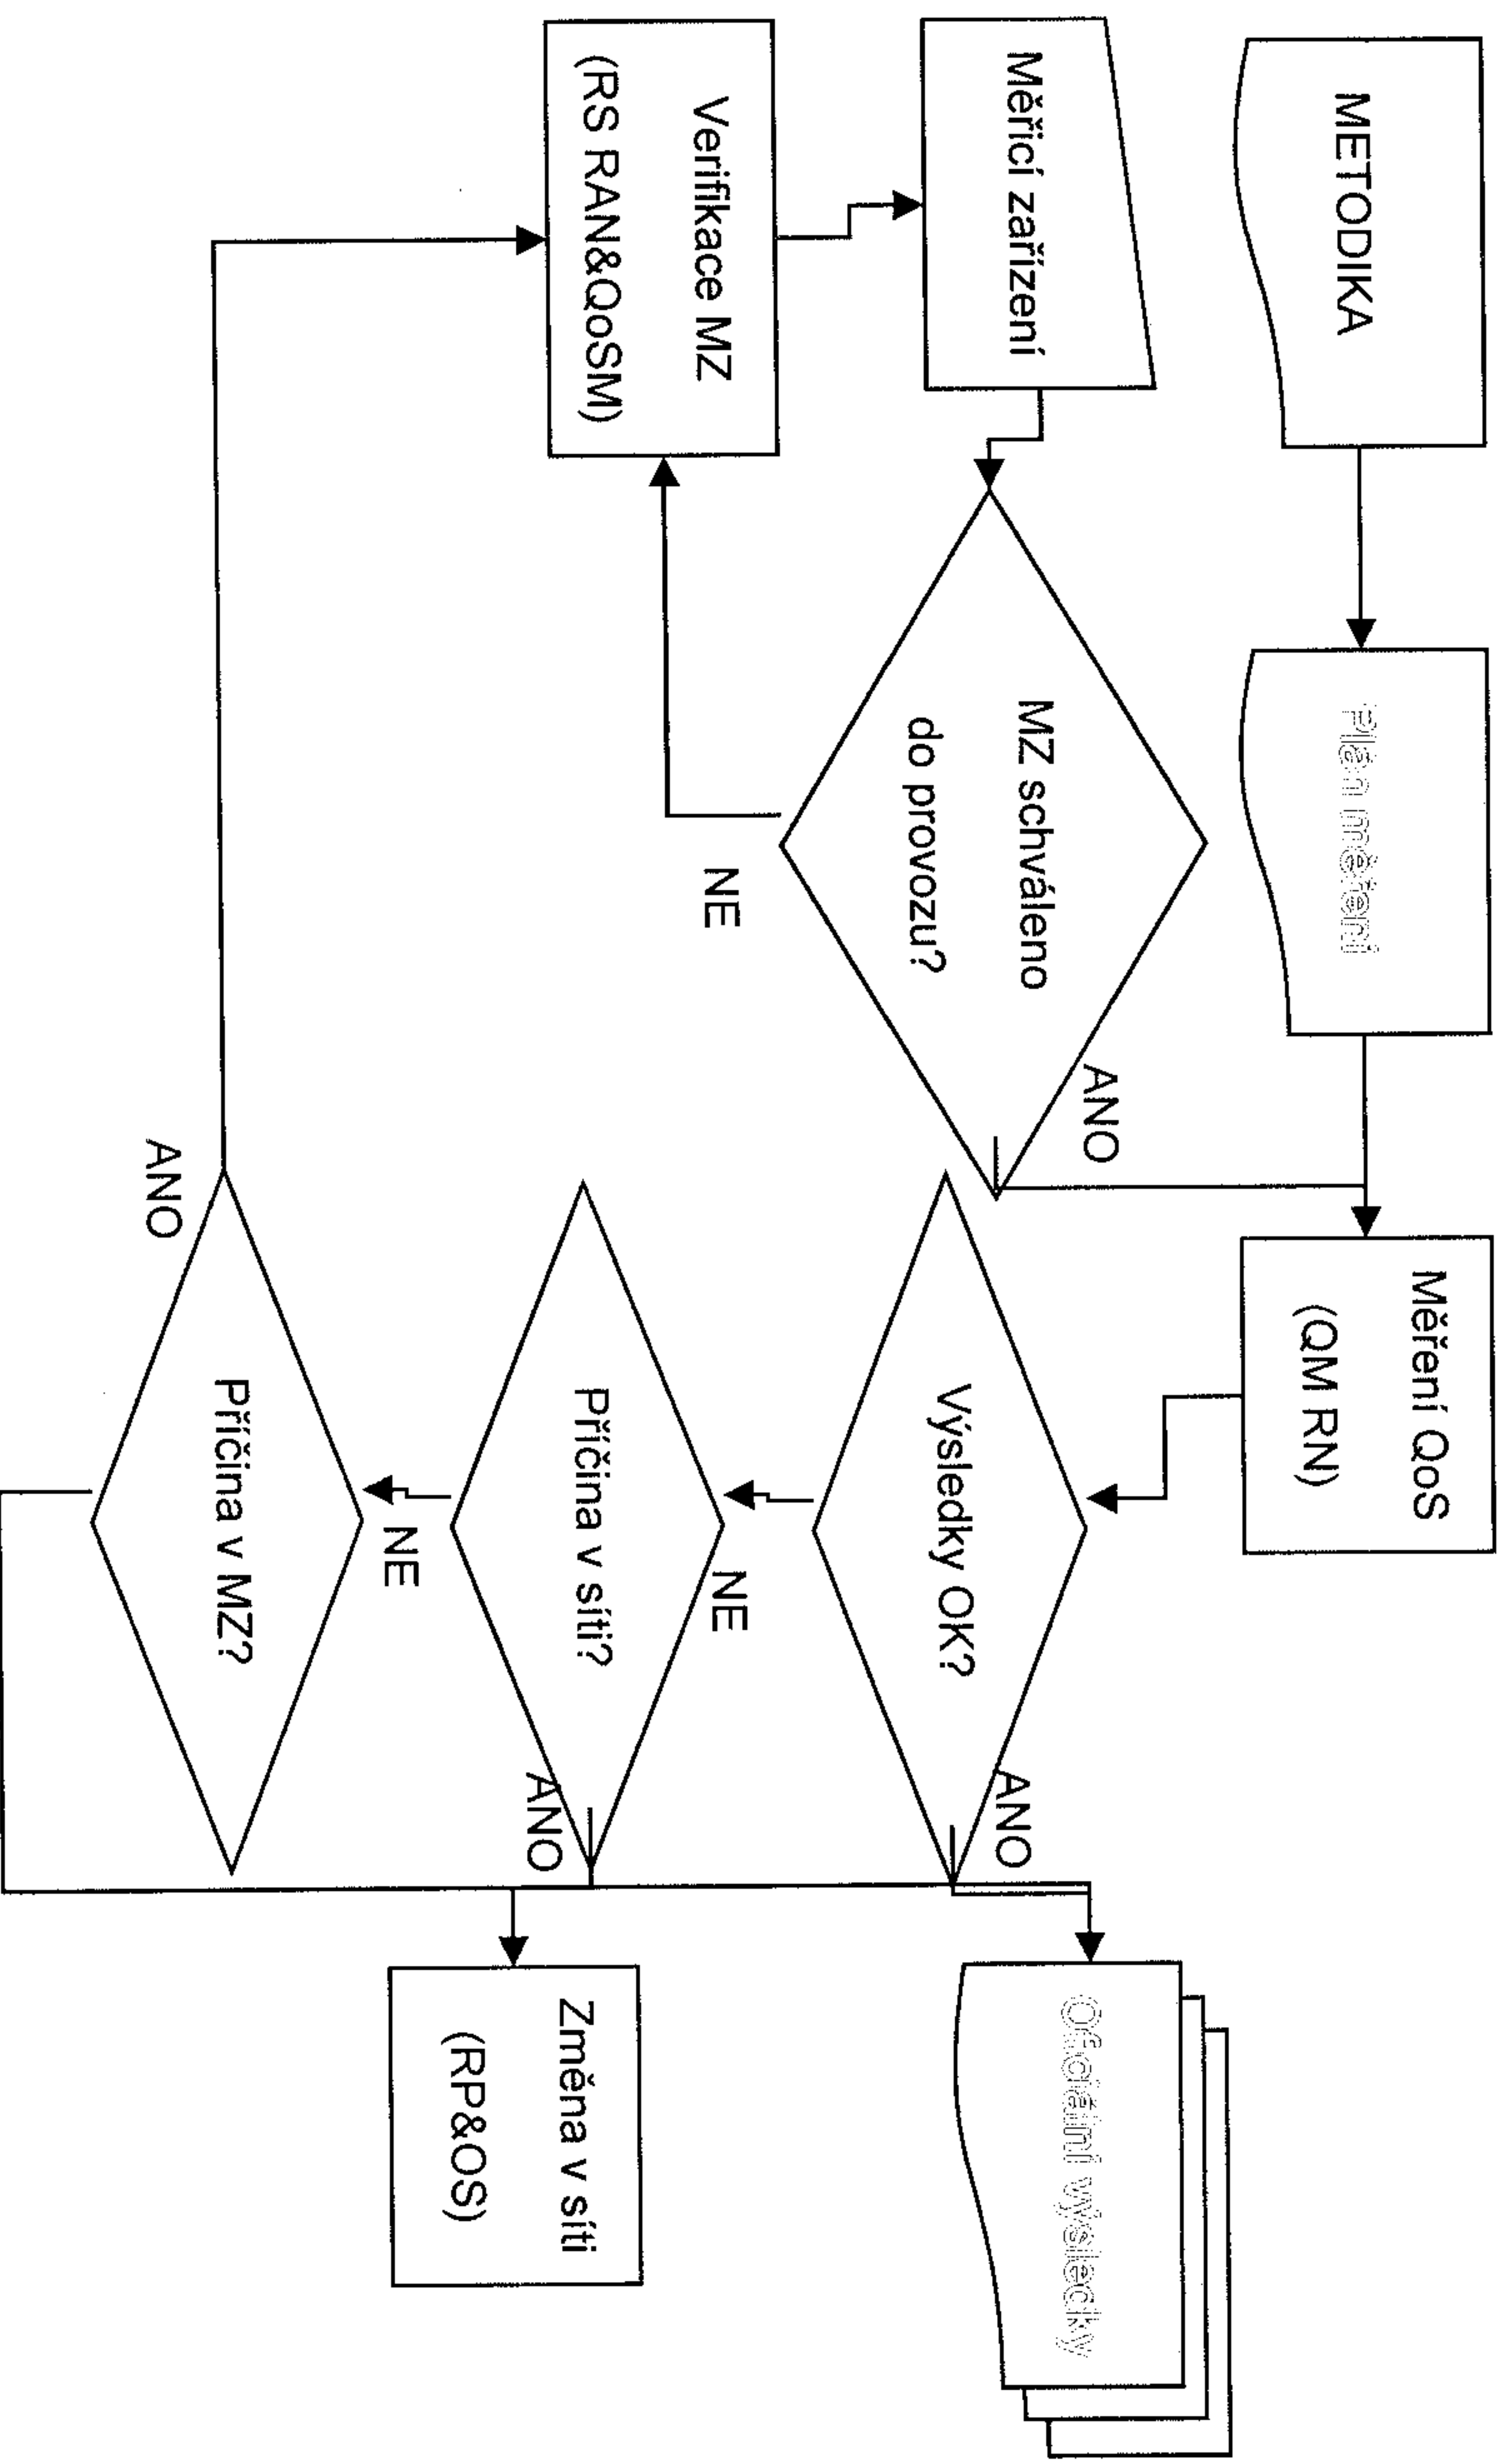 METODIKA
Plán měření
Měření QoS
(QM RN)
Měřicí zařízení
MZ schváleno
do provozu?
ANO
NE
Verifikace MZ
(RS RAN&QoSM)
Výsledky OK?
ANO
NE
Oficiální výsledky
Příčina v síti?
ANO
NE
Změna v síti
(RP&OS)
Příčina v MZ?
ANO